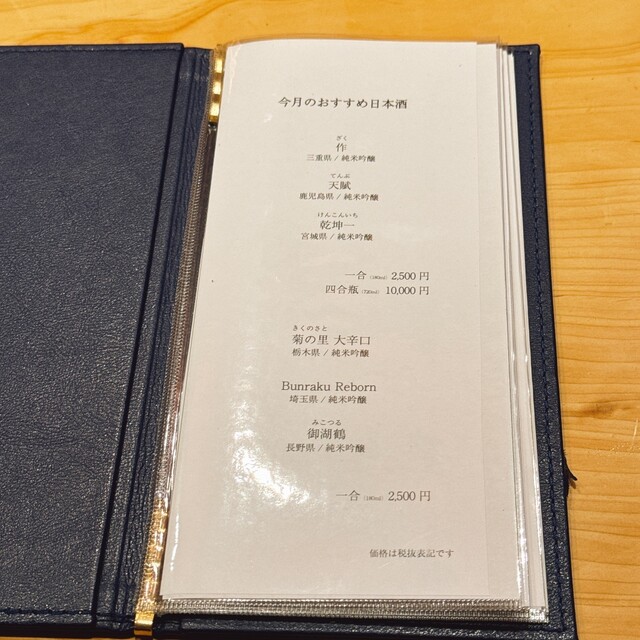 今月のおすすめ日本酒
ざく
作
三重県 / 純米吟醸
てんぶ
天賦
鹿児島県 / 純米吟醸
けんこんいち
乾坤一
宮城県 / 純米吟醸
一合 (180ml) 2,500 円
四合瓶 (720ml) 10,000 円
きくのさと
菊の里 大辛口
栃木県 / 純米吟醸
Bunraku Reborn
埼玉県 / 純米吟醸
みこつる
御湖鶴
長野県 / 純米吟醸
一合 (180ml) 2,500 円
価格は税抜表記です